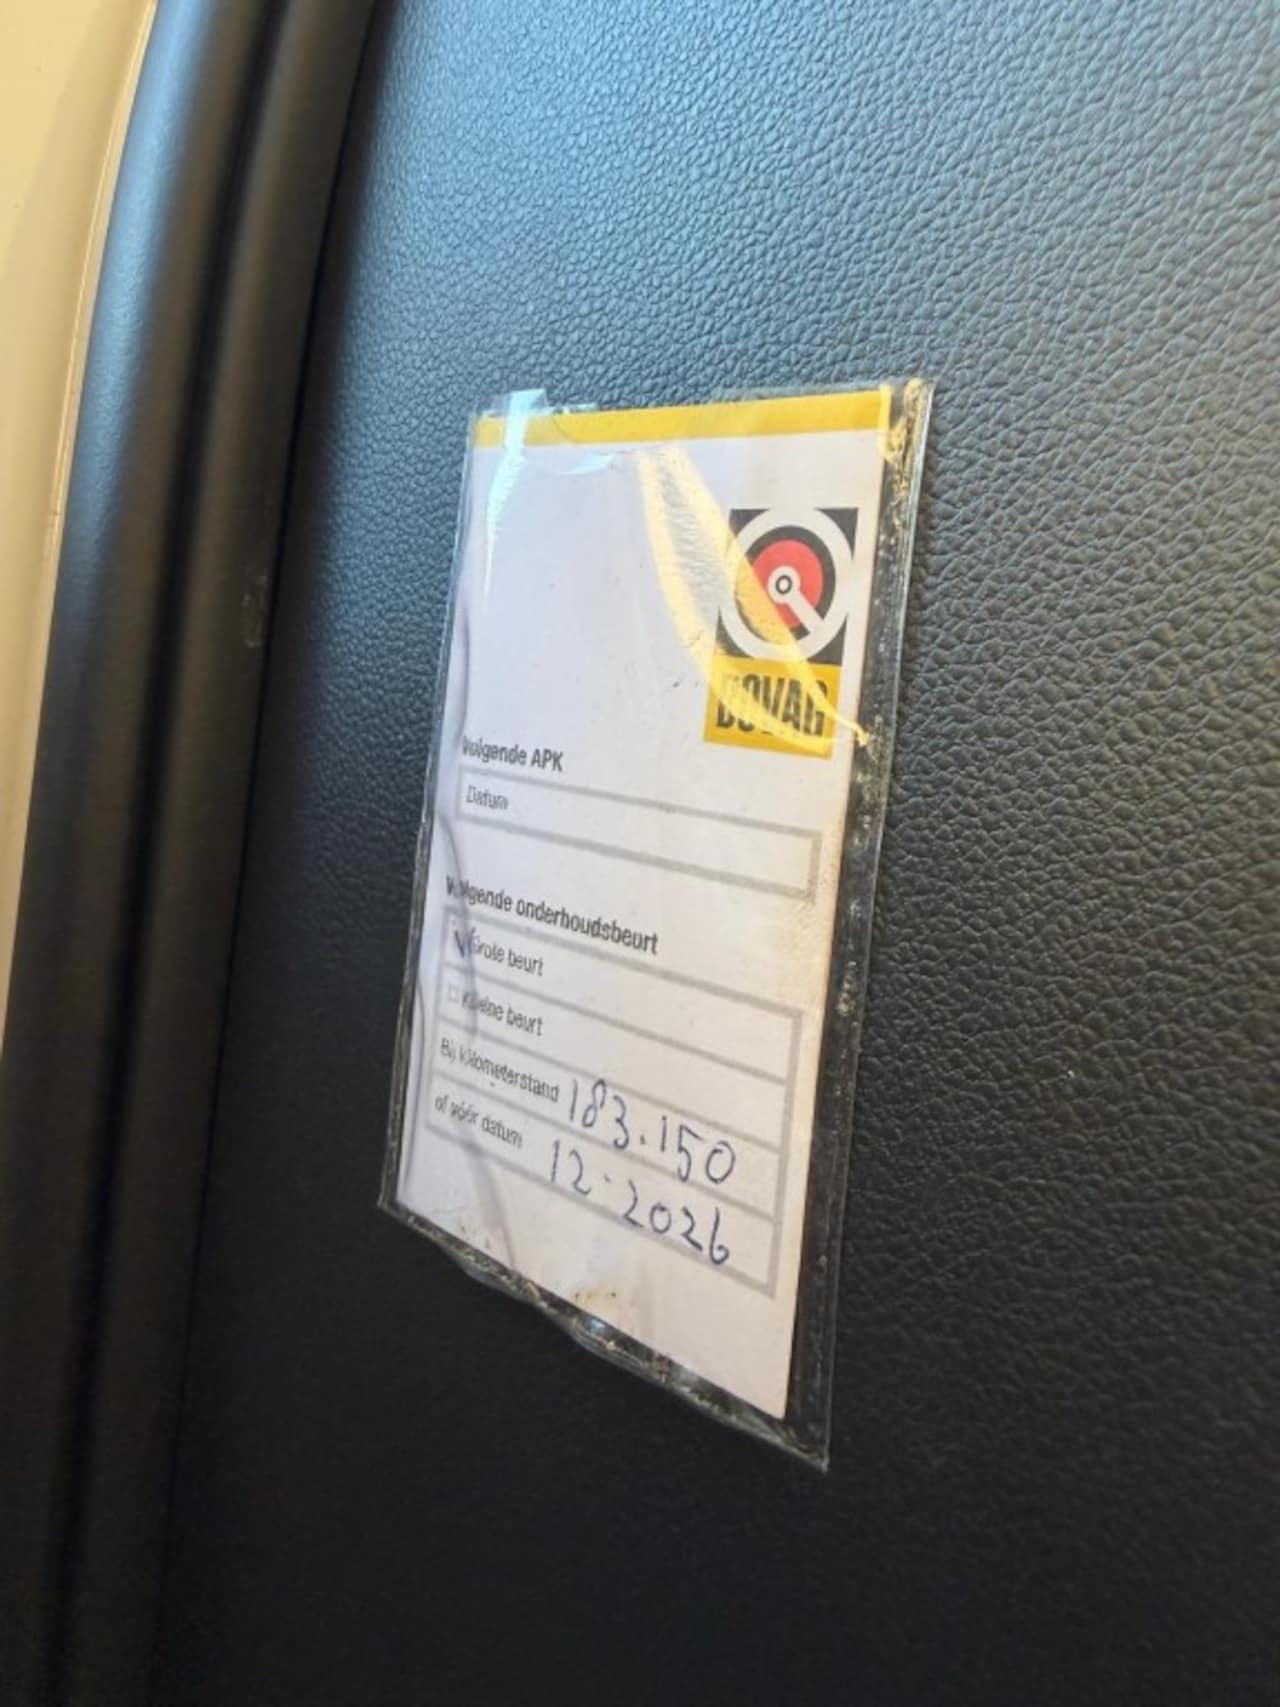 BOVAG
Volgende APK
Datum
Volgende onderhoudsbeurt
Grote beurt
Kleine beurt
Bij kilometerstand 183.150
of vóór datum 12-2026